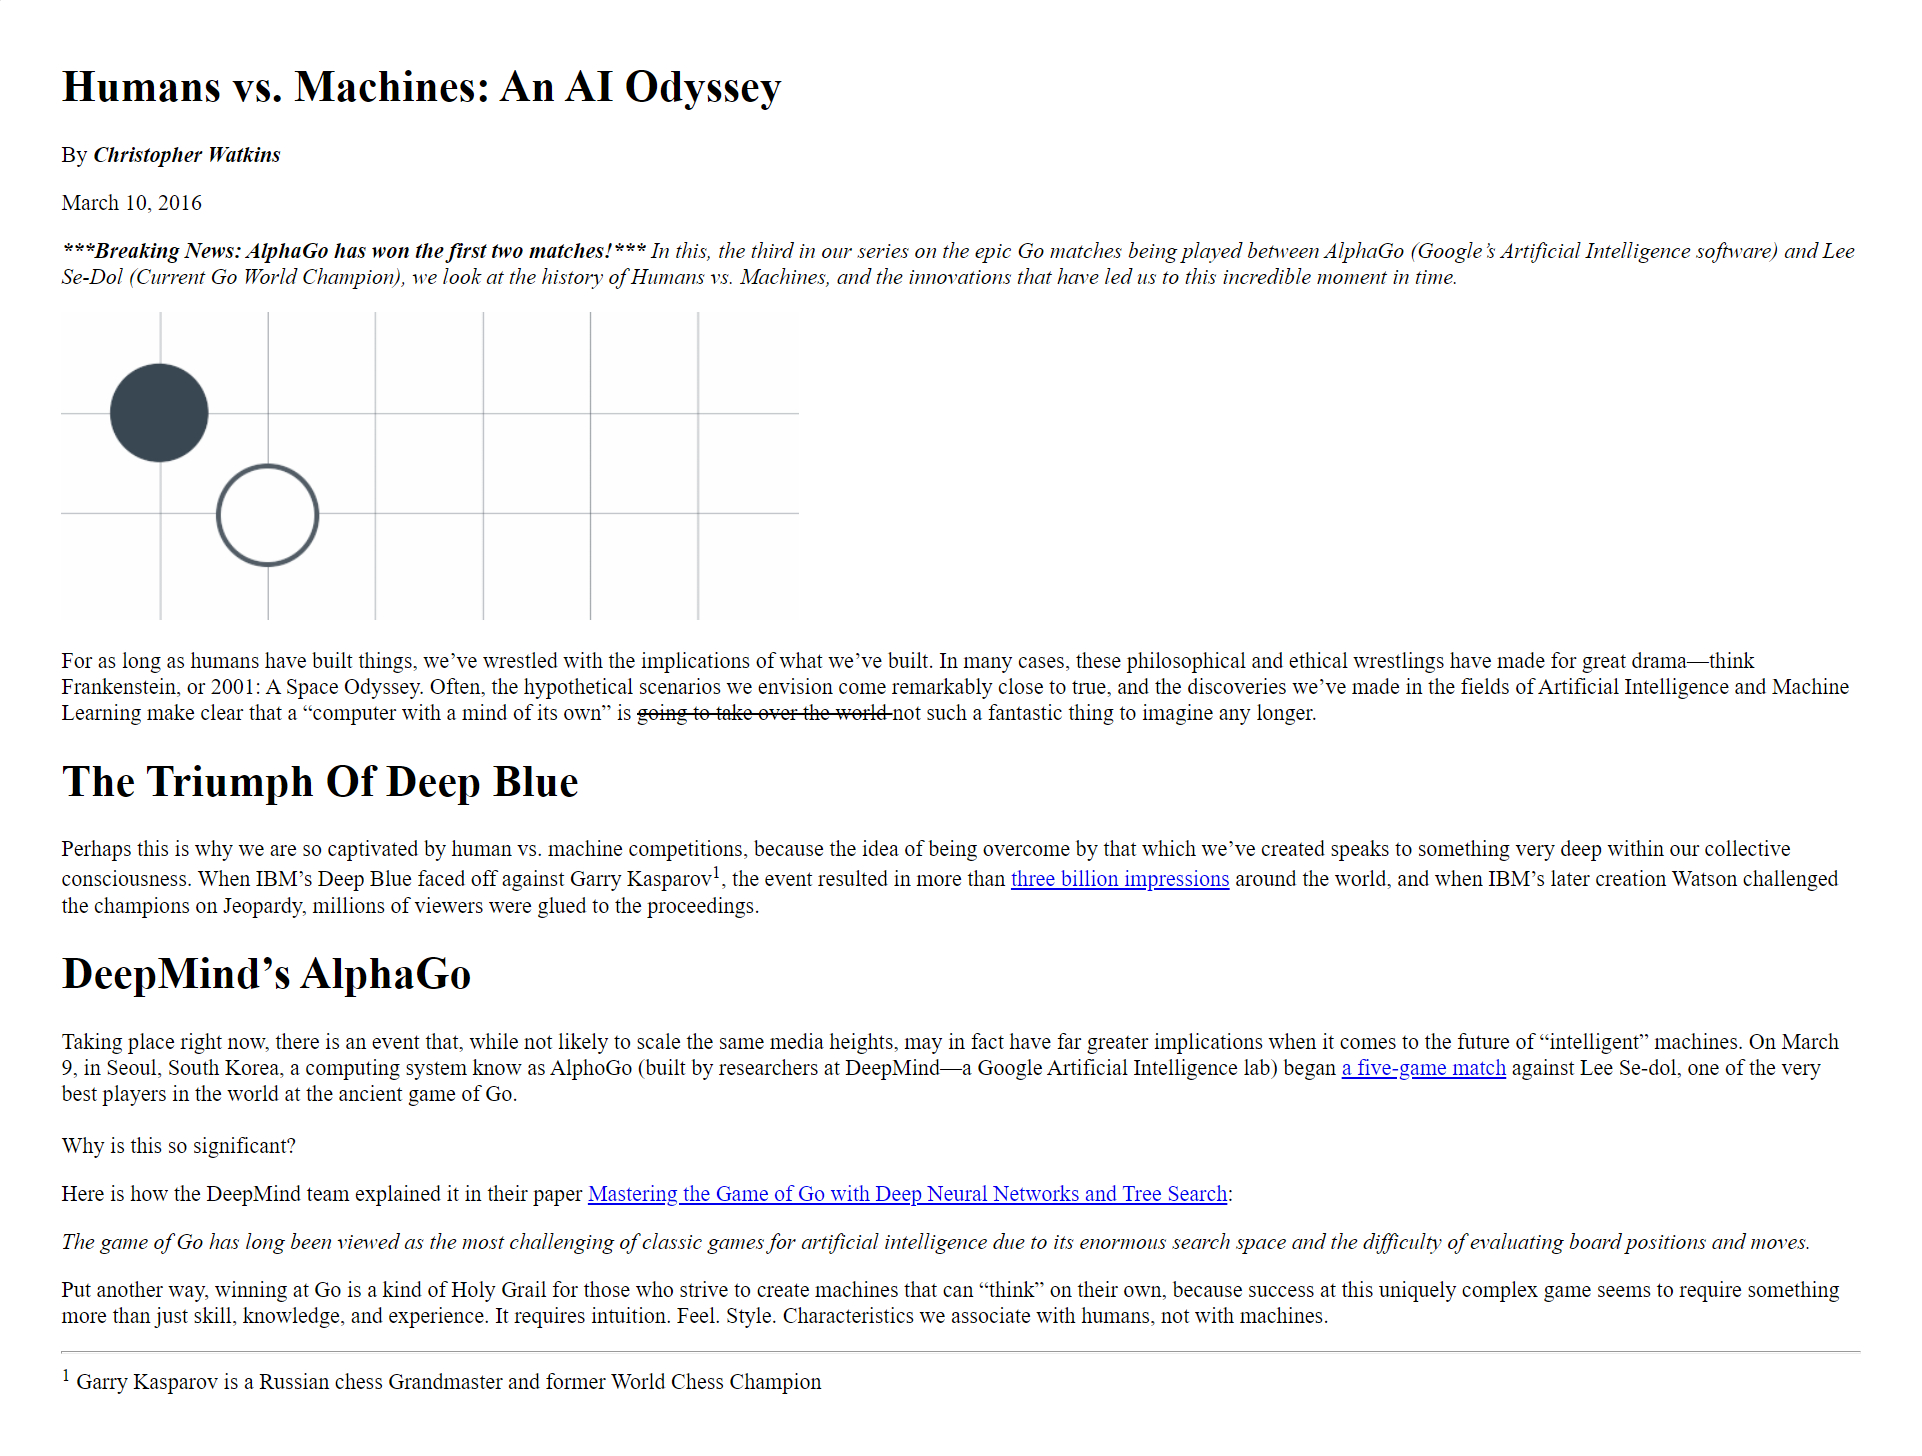 Humans vs. Machines: An AI Odyssey
By Christopher Watkins
March 10, 2016
***Breaking News: AlphaGo has won the first two matches!*** In this, the third in our series on the epic Go matches being played between AlphaGo (Google’s Artificial Intelligence software) and Lee
Se-Dol (Current Go World Champion), we look at the history of Humans vs. Machines, and the innovations that have led us to this incredible moment in time.
For as long as humans have built things, we’ve wrestled with the implications of what we’ve built. In many cases, these philosophical and ethical wrestlings have made for great drama—think
Frankenstein, or 2001: A Space Odyssey. Often, the hypothetical scenarios we envision come remarkably close to true, and the discoveries we’ve made in the fields of Artificial Intelligence and Machine
Learning make clear that a “computer with a mind of its own” is going to take over the world not such a fantastic thing to imagine any longer.
The Triumph Of Deep Blue
Perhaps this is why we are so captivated by human vs. machine competitions, because the idea of being overcome by that which we’ve created speaks to something very deep within our collective
consciousness. When IBM’s Deep Blue faced off against Garry Kasparov1, the event resulted in more than three billion impressions around the world, and when IBM’s later creation Watson challenged
the champions on Jeopardy, millions of viewers were glued to the proceedings.
DeepMind’s AlphaGo
Taking place right now, there is an event that, while not likely to scale the same media heights, may in fact have far greater implications when it comes to the future of “intelligent” machines. On March
9, in Seoul, South Korea, a computing system know as AlphoGo (built by researchers at DeepMind—a Google Artificial Intelligence lab) began a five-game match against Lee Se-dol, one of the very
best players in the world at the ancient game of Go.
Why is this so significant?
Here is how the DeepMind team explained it in their paper Mastering the Game of Go with Deep Neural Networks and Tree Search:
The game of Go has long been viewed as the most challenging of classic games for artificial intelligence due to its enormous search space and the difficulty of evaluating board positions and moves.
Put another way, winning at Go is a kind of Holy Grail for those who strive to create machines that can “think” on their own, because success at this uniquely complex game seems to require something
more than just skill, knowledge, and experience. It requires intuition. Feel. Style. Characteristics we associate with humans, not with machines.
1 Garry Kasparov is a Russian chess Grandmaster and former World Chess Champion